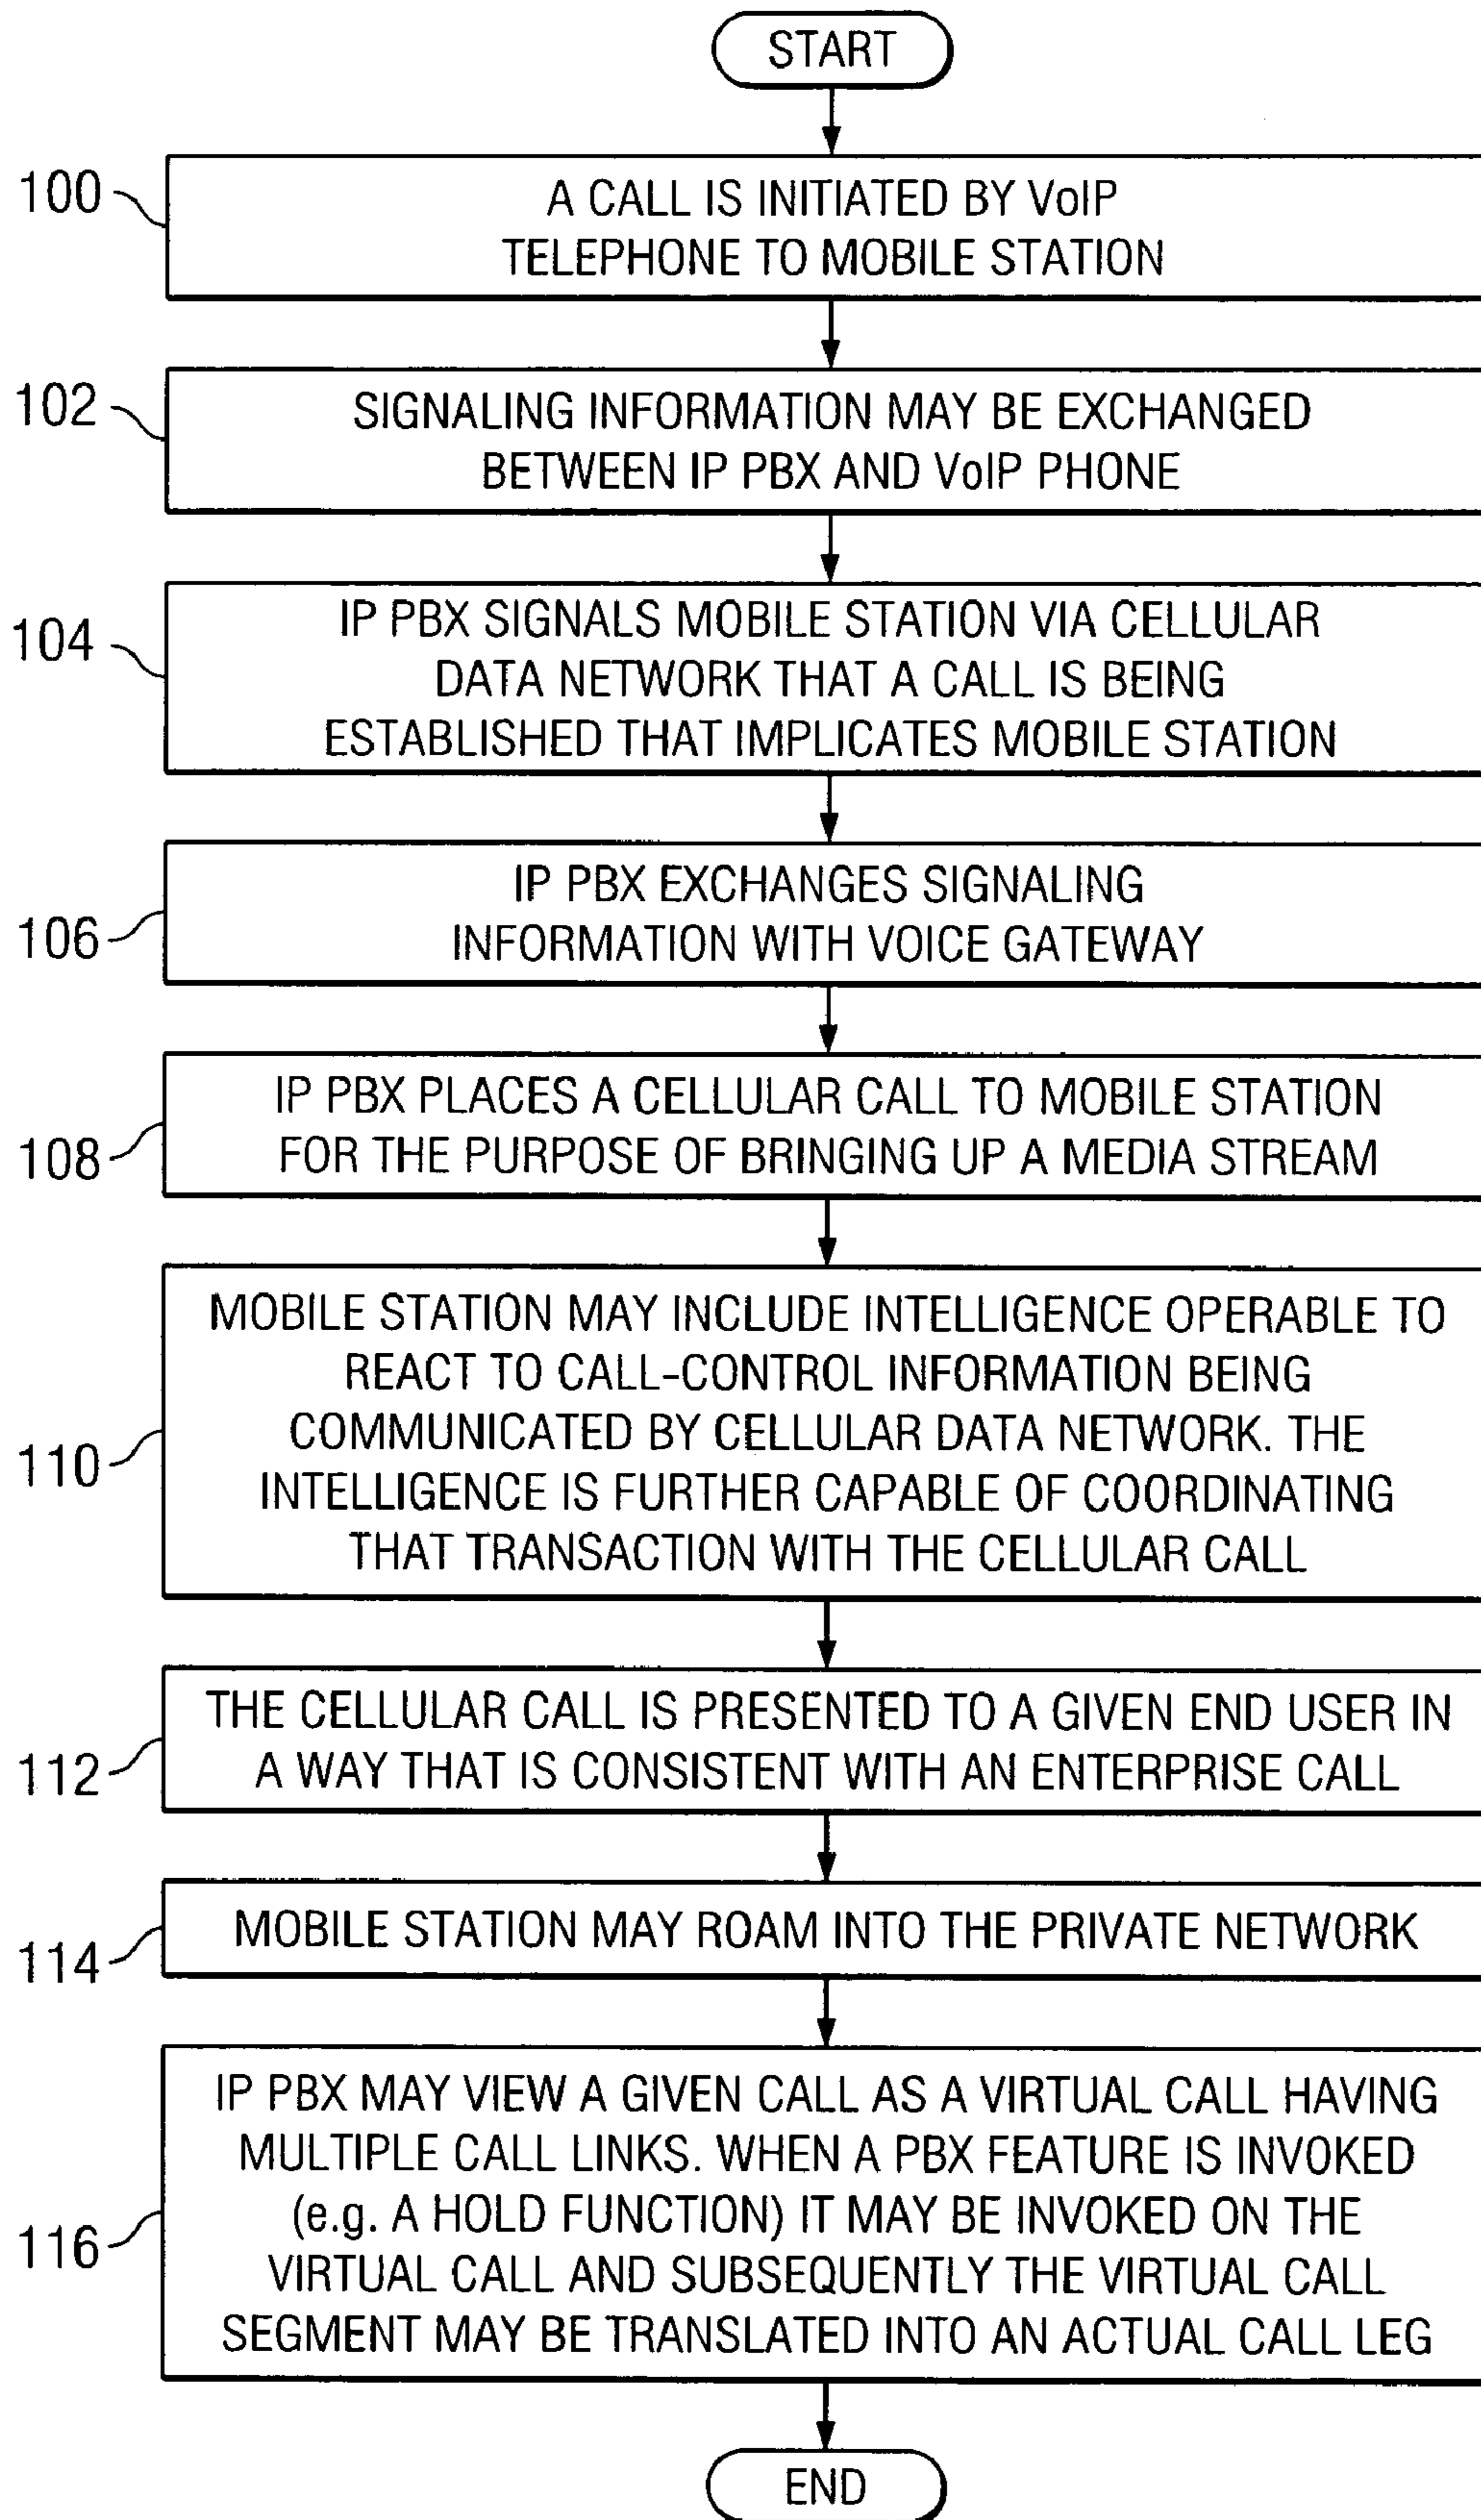 START
100
A CALL IS INITIATED BY VoIP
TELEPHONE TO MOBILE STATION
102
SIGNALING INFORMATION MAY BE EXCHANGED
BETWEEN IP PBX AND VoIP PHONE
104
IP PBX SIGNALS MOBILE STATION VIA CELLULAR
DATA NETWORK THAT A CALL IS BEING
ESTABLISHED THAT IMPLICATES MOBILE STATION
106
IP PBX EXCHANGES SIGNALING
INFORMATION WITH VOICE GATEWAY
108
IP PBX PLACES A CELLULAR CALL TO MOBILE STATION
FOR THE PURPOSE OF BRINGING UP A MEDIA STREAM
110
MOBILE STATION MAY INCLUDE INTELLIGENCE OPERABLE TO
REACT TO CALL-CONTROL INFORMATION BEING
COMMUNICATED BY CELLULAR DATA NETWORK. THE
INTELLIGENCE IS FURTHER CAPABLE OF COORDINATING
THAT TRANSACTION WITH THE CELLULAR CALL
112
THE CELLULAR CALL IS PRESENTED TO A GIVEN END USER IN
A WAY THAT IS CONSISTENT WITH AN ENTERPRISE CALL
114
MOBILE STATION MAY ROAM INTO THE PRIVATE NETWORK
116
IP PBX MAY VIEW A GIVEN CALL AS A VIRTUAL CALL HAVING
MULTIPLE CALL LINKS. WHEN A PBX FEATURE IS INVOKED
(e.g. A HOLD FUNCTION) IT MAY BE INVOKED ON THE
VIRTUAL CALL AND SUBSEQUENTLY THE VIRTUAL CALL
SEGMENT MAY BE TRANSLATED INTO AN ACTUAL CALL LEG
END